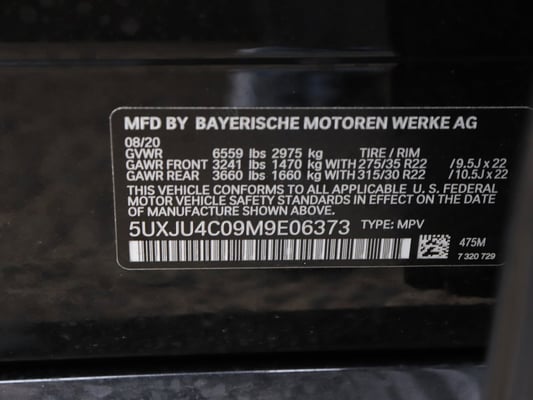 MFD BY BAYERISCHE MOTOREN WERKE AG
08/20
GVWR 6559 lbs 2975 kg TIRE / RIM
GAWR FRONT 3241 lbs 1470 kg WITH 275/35 R22 /9.5J x 22
GAWR REAR 3660 lbs 1660 kg WITH 315/30 R22 /10.5J x 22
THIS VEHICLE CONFORMS TO ALL APPLICABLE U. S. FEDERAL
MOTOR VEHICLE SAFETY STANDARDS IN EFFECT ON THE DATE
OF MANUFACTURE SHOWN ABOVE.
5UXJU4C09M9E06373 TYPE: MPV
475M
7 320 729